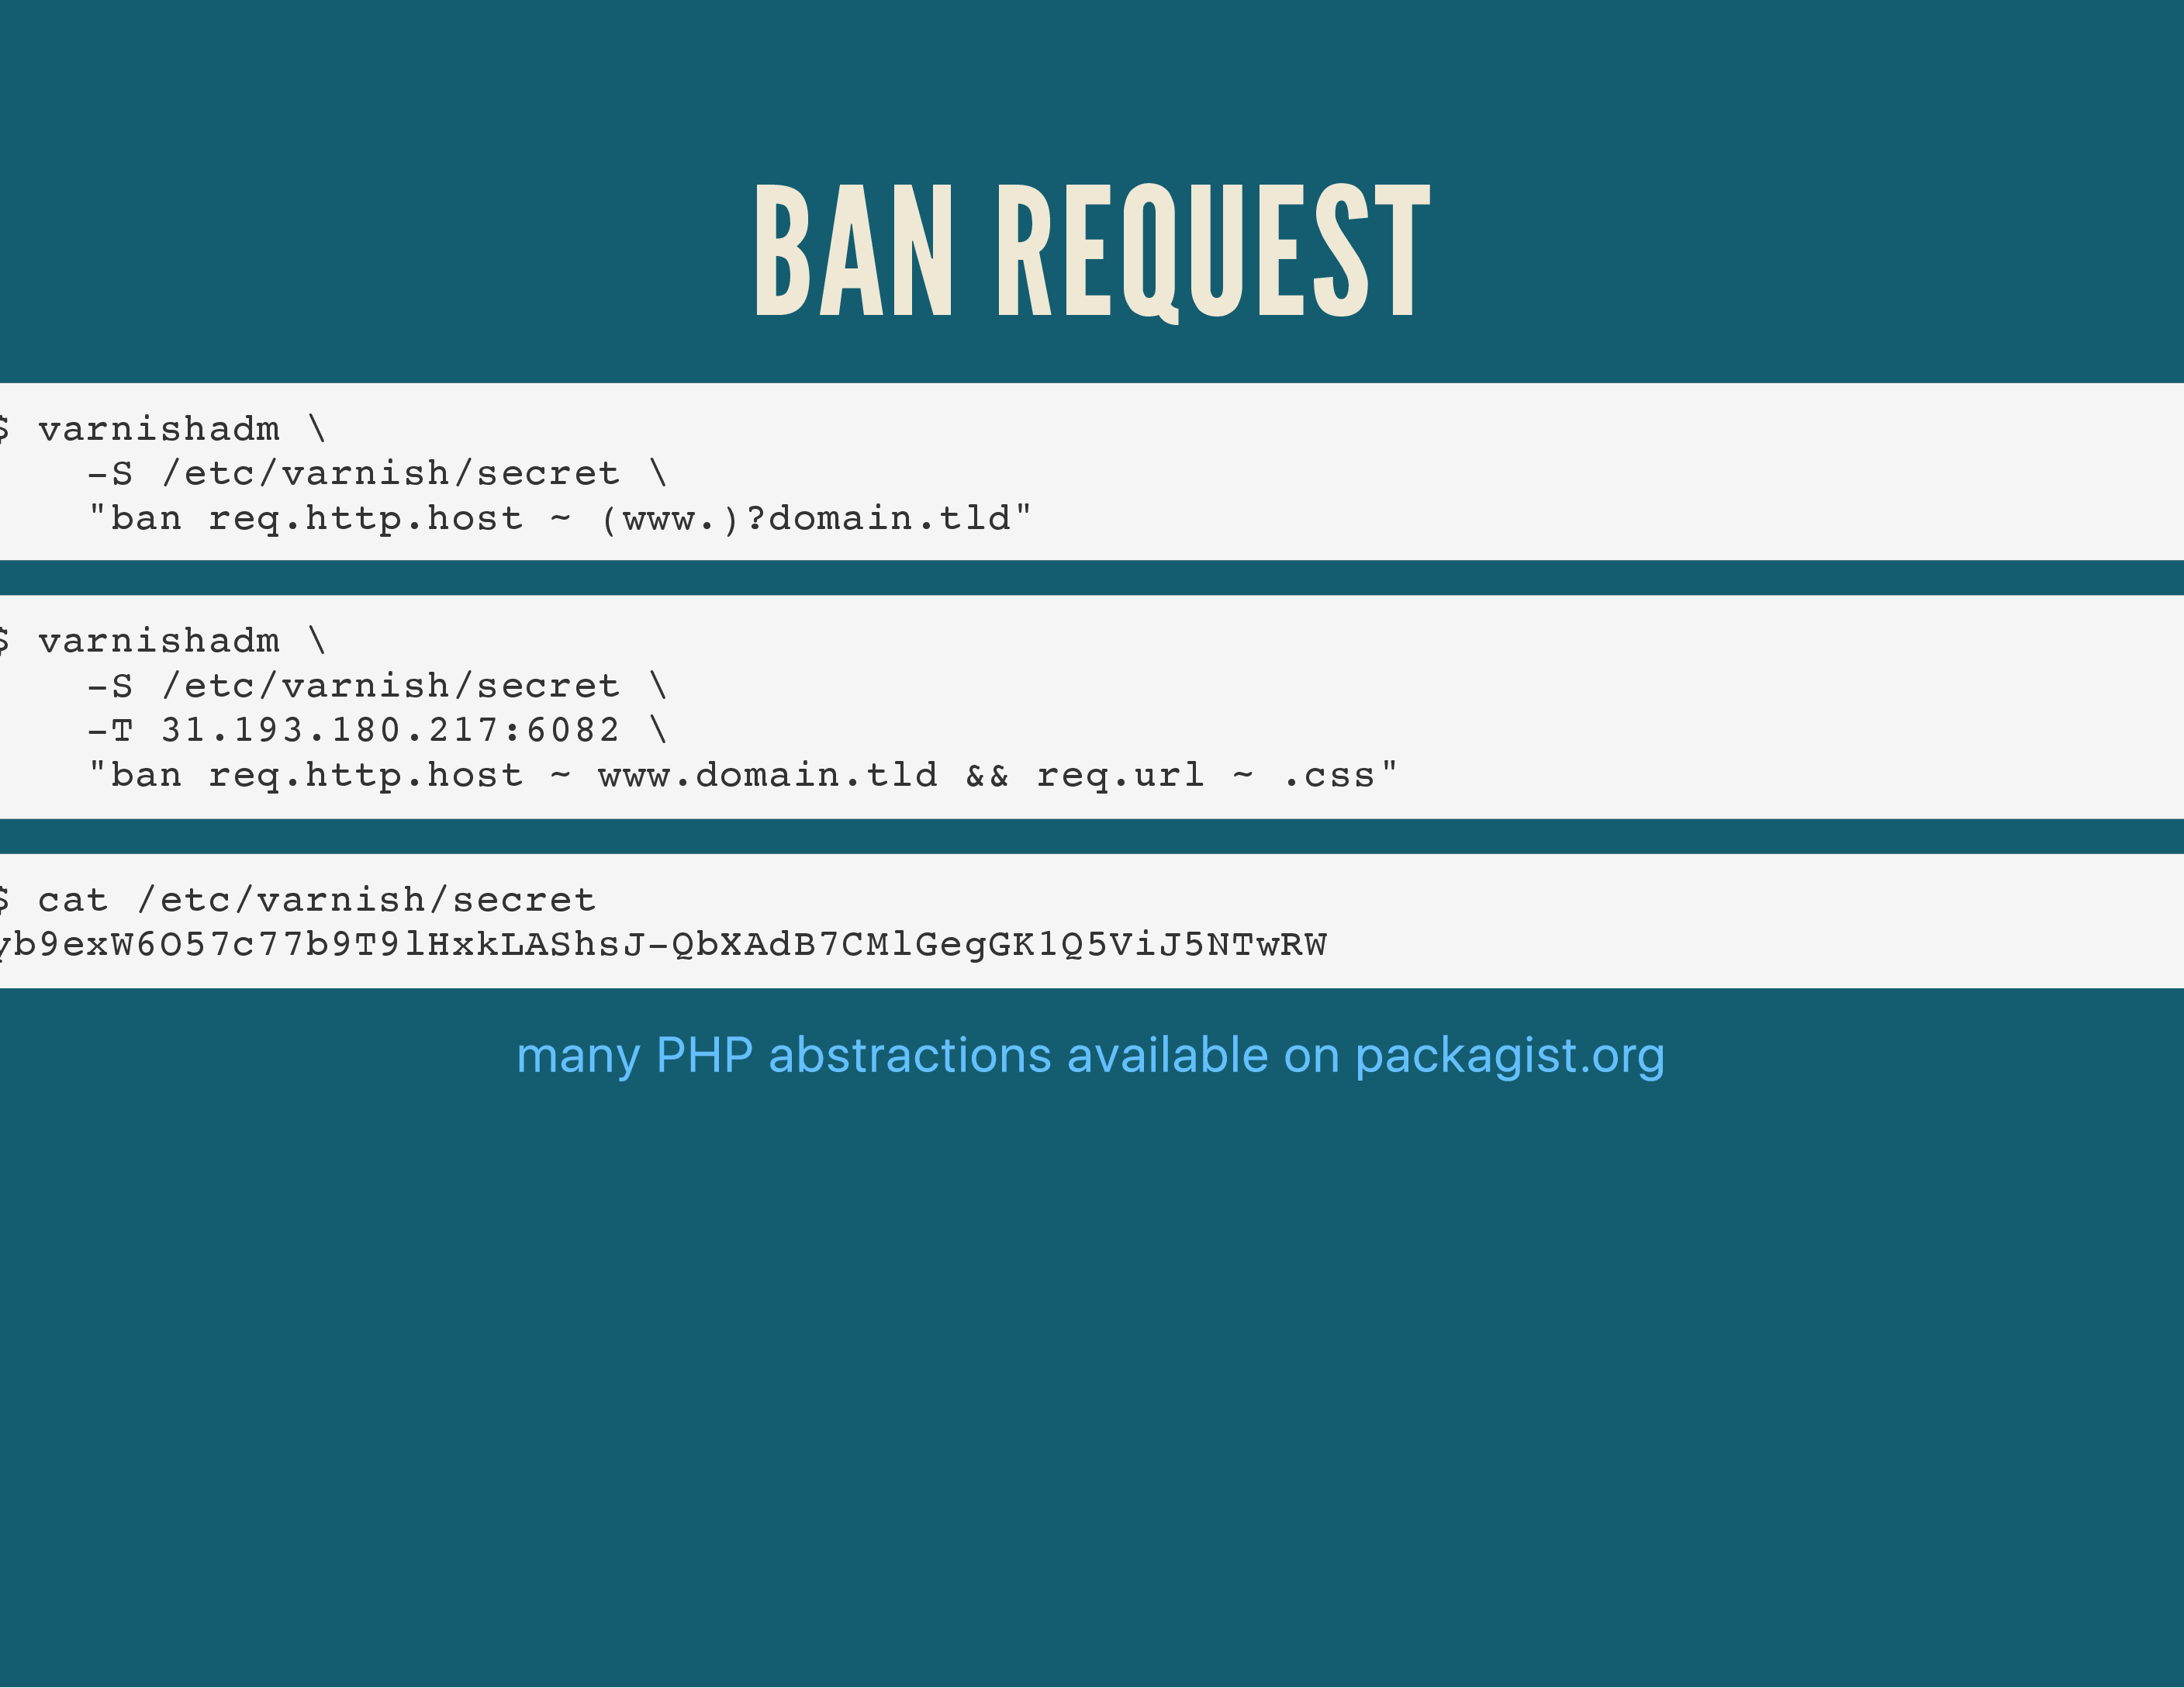 BAN REQUEST
$ varnishadm \
-S /etc/varnish/secret \
"ban req.http.host ~ (www.)?domain.tld"
$ varnishadm \
-S /etc/varnish/secret \
-T 31.193.180.217:6082 \
"ban req.http.host ~ www.domain.tld && req.url ~ .css"
$ cat /etc/varnish/secret
yb9exW6O57c77b9T9lHxkLAShsJ-QbXAdB7CMlGegGK1Q5ViJ5NTwRW
many PHP abstractions available on packagist.org